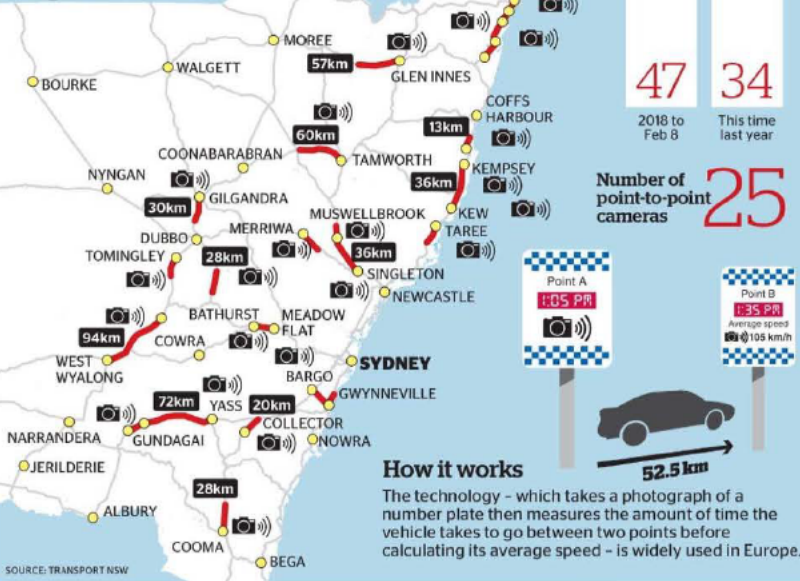 MOREE
WALGETT
57km
GLEN INNES
BOURKE
47
34
2018 to
Feb 8
This time
last year
COFFS
HARBOUR
13km
60km
COONABARABRAN
TAMWORTH
KEMPSEY
NYNGAN
36km
GILGANDRA
30km
Number of
point-to-point
cameras
25
MUSWELLBROOK
KEW
MERRIWA
TAREE
DUBBO
36km
TOMINGLEY
28km
SINGLETON
NEWCASTLE
Point A
1:05 PM
Point B
1:35 PM
Average speed
105 km/h
BATHURST
MEADOW
FLAT
94km
COWRA
WEST
WYALONG
SYDNEY
BARGO
GWYNNEVILLE
72km
YASS
20km
COLLECTOR
NARRANDERA
GUNDAGAI
NOWRA
JERILDERIE
52.5 km
How it works
The technology – which takes a photograph of a
number plate then measures the amount of time the
vehicle takes to go between two points before
calculating its average speed – is widely used in Europe.
28km
ALBURY
COOMA
BEGA
SOURCE: TRANSPORT NSW